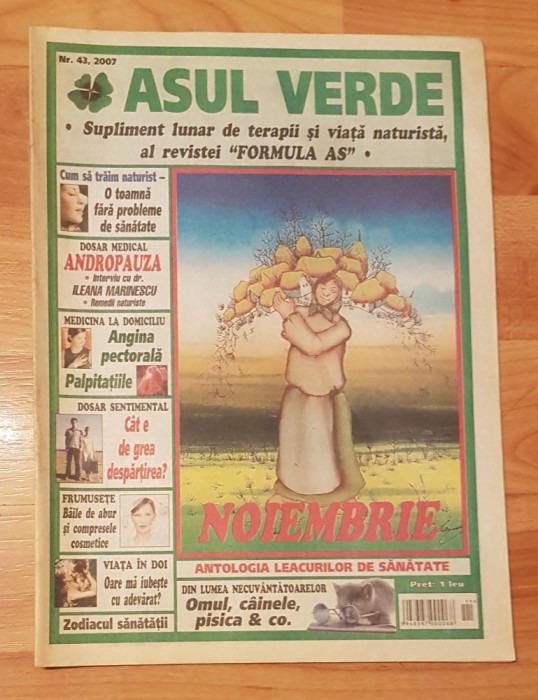 Nr. 43, 2007
ASUL VERDE
• Supliment lunar de terapii și viață naturistă,
al revistei "FORMULA AS" •
Cum să trăim naturist –
O toamnă
fără probleme
de sănătate
DOSAR MEDICAL
ANDROPAUZA
• Interviu cu dr.
ILEANA MARINESCU
• Remedii naturiste
MEDICINA LA DOMICILIU
Angina
pectorală
Palpitațiile
DOSAR SENTIMENTAL
Cât e
de grea
despărțirea?
FRUMUSEȚE
Băile de abur
și compresele
cosmetice
VIAȚA ÎN DOI
Oare mă iubește
cu adevărat?
Zodiacul sănătății
NOIEMBRIE
ANTOLOGIA LEACURILOR DE SĂNĂTATE
DIN LUMEA NECUVÂNTĂTOARELOR
Omul, câinele,
pisica & co.
Preț: 1 leu